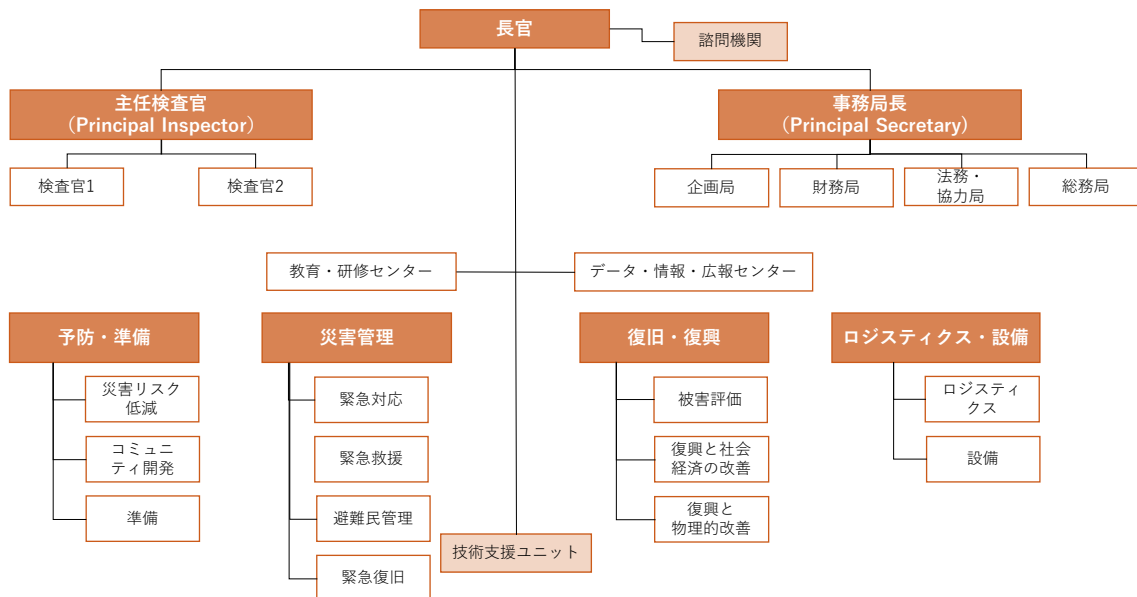 長官
諮問機関
主任検査官
（Principal Inspector）
事務局長
（Principal Secretary）
検査官1
検査官2
企画局
財務局
法務・
協力局
総務局
教育・研修センター
データ・情報・広報センター
予防・準備
災害管理
復旧・復興
ロジスティクス・設備
災害リスク
低減
コミュニ
ティ開発
準備
緊急対応
緊急救援
避難民管理
緊急復旧
被害評価
復興と社会
経済の改善
復興と
物理的改善
ロジスティ
クス
設備
技術支援ユニット